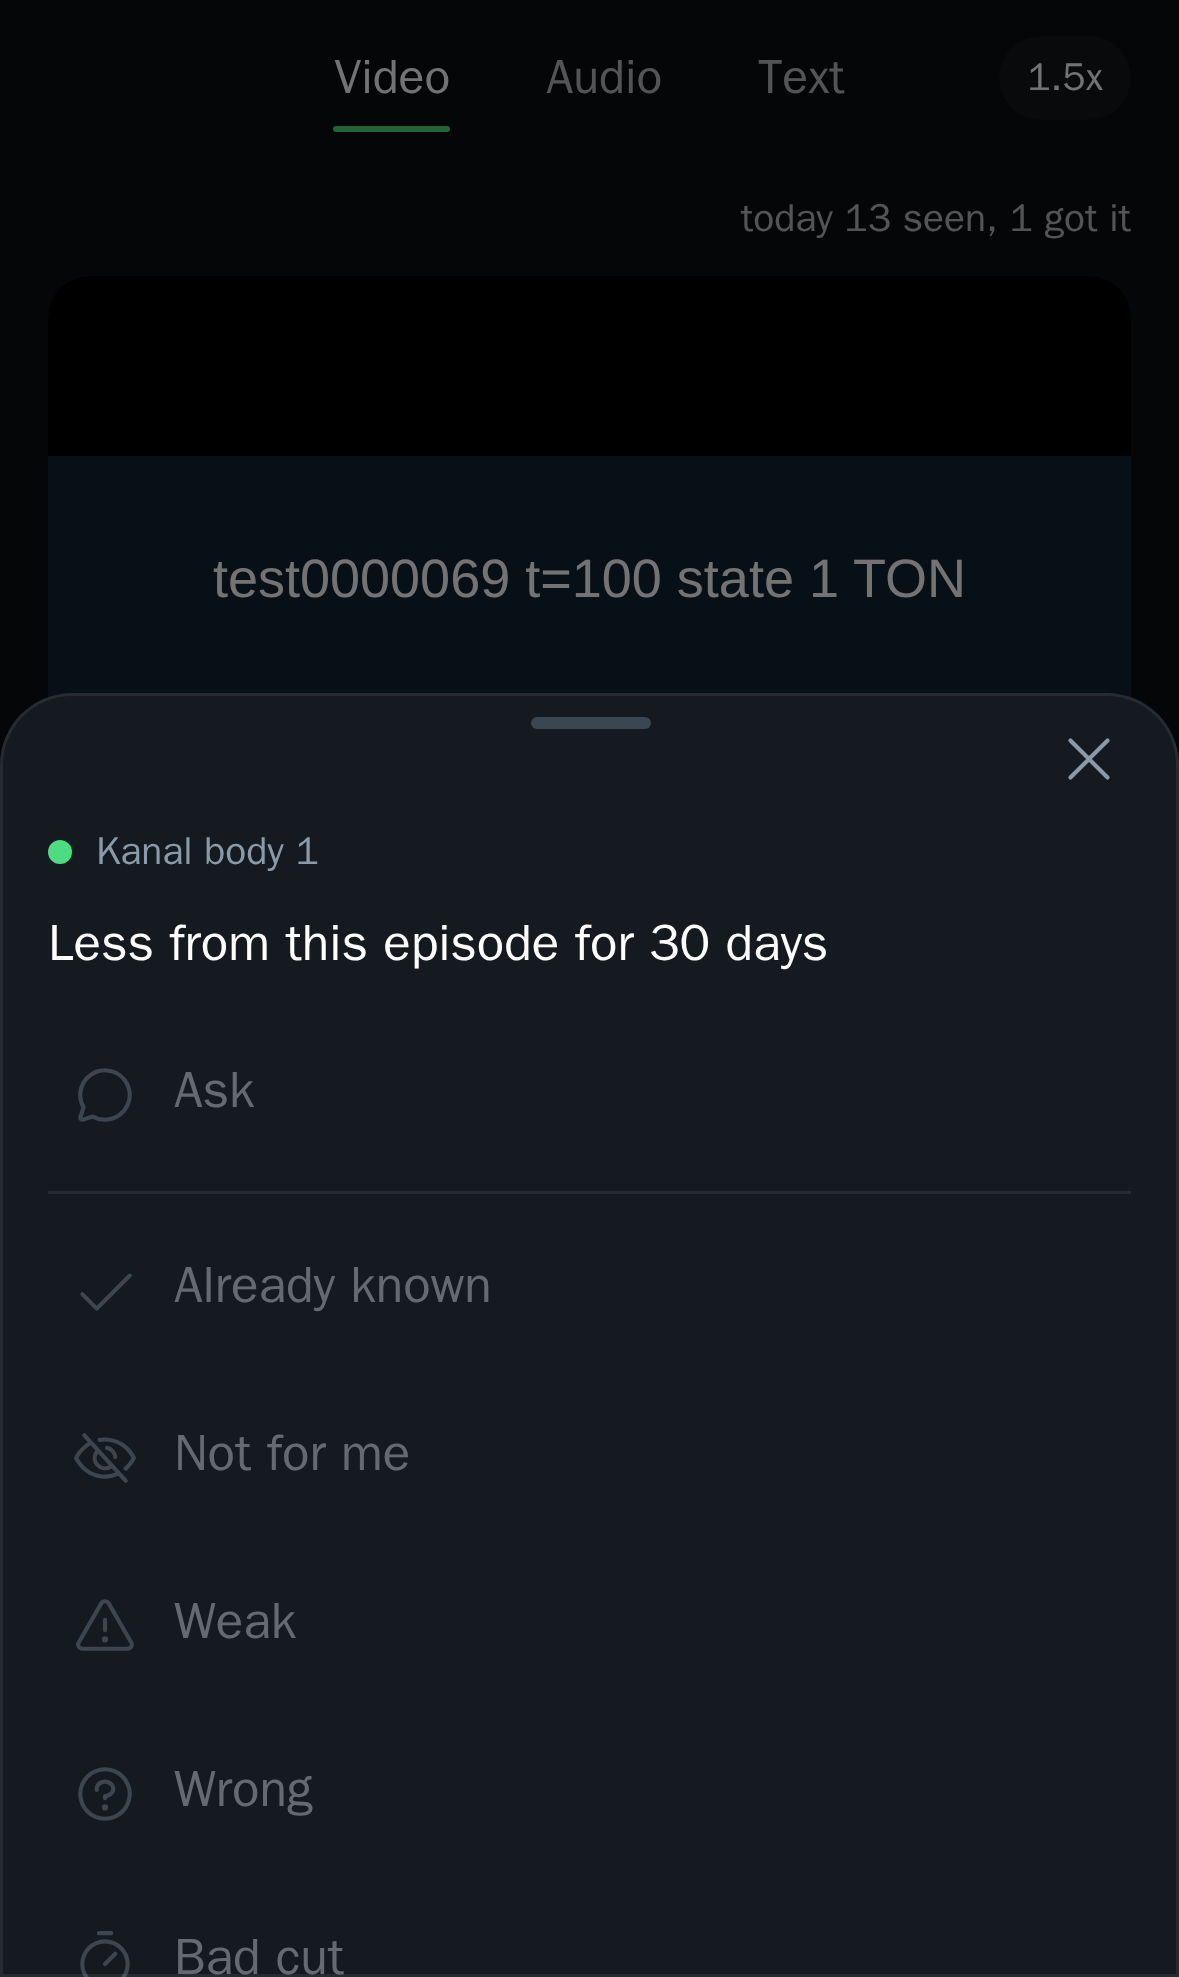 Video
Audio
Text
1.5x
today 13 seen, 1 got it
test0000069 t=100 state 1 TON
Kanal body 1
Less from this episode for 30 days
Ask
Already known
Not for me
Weak
Wrong
Bad cut